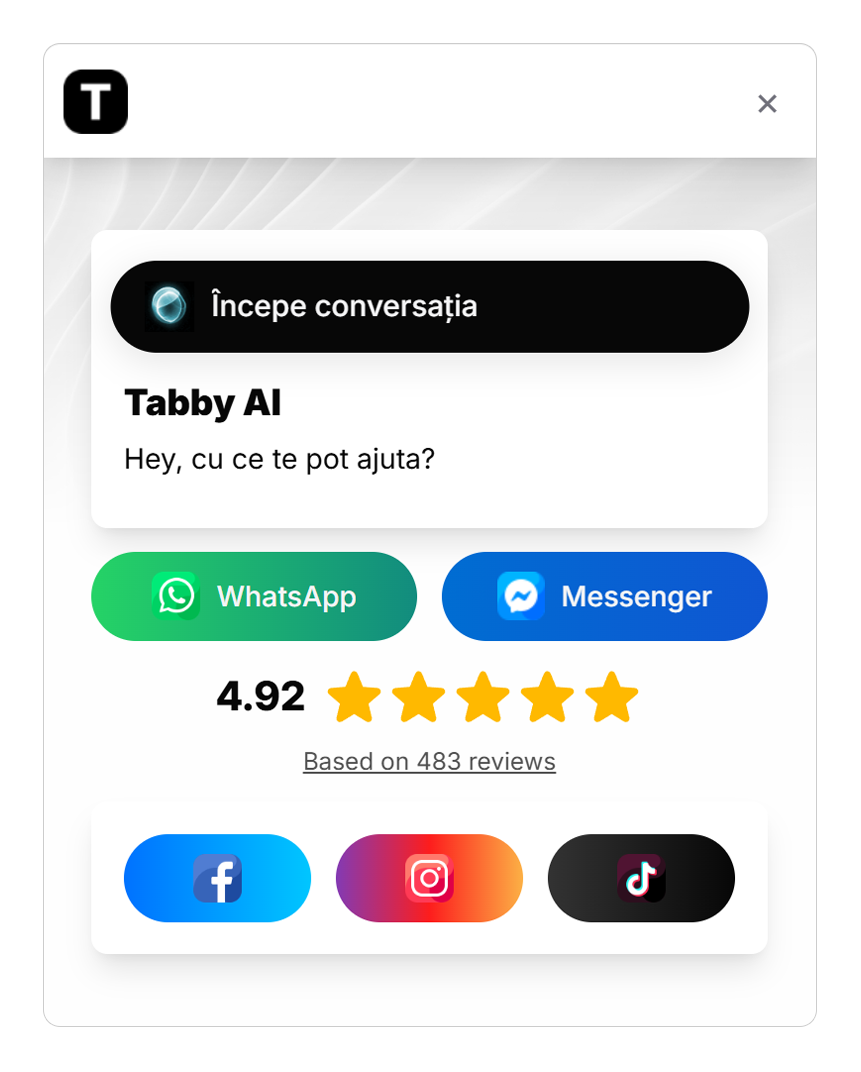 T
Începe conversația
Tabby AI
Hey, cu ce te pot ajuta?
WhatsApp
Messenger
4.92
Based on 483 reviews